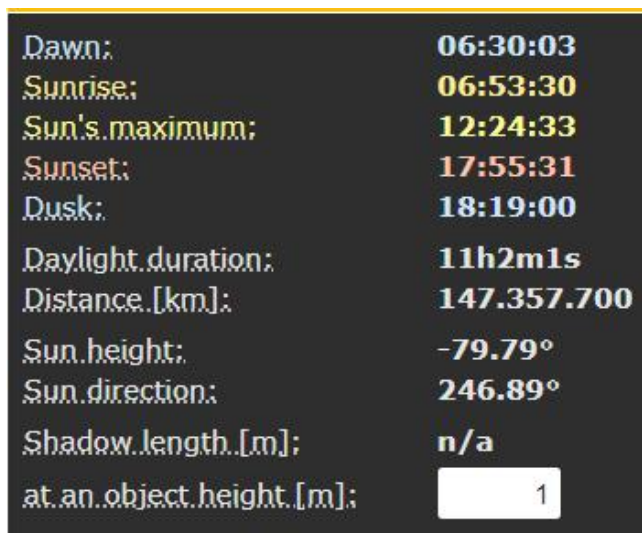 Dawn: 06:30:03
Sunrise: 06:53:30
Sun's maximum: 12:24:33
Sunset: 17:55:31
Dusk: 18:19:00
Daylight duration: 11h2m1s
Distance [km]: 147.357.700
Sun height: -79.79°
Sun direction: 246.89°
Shadow length [m]: n/a
at an object height [m]: 1